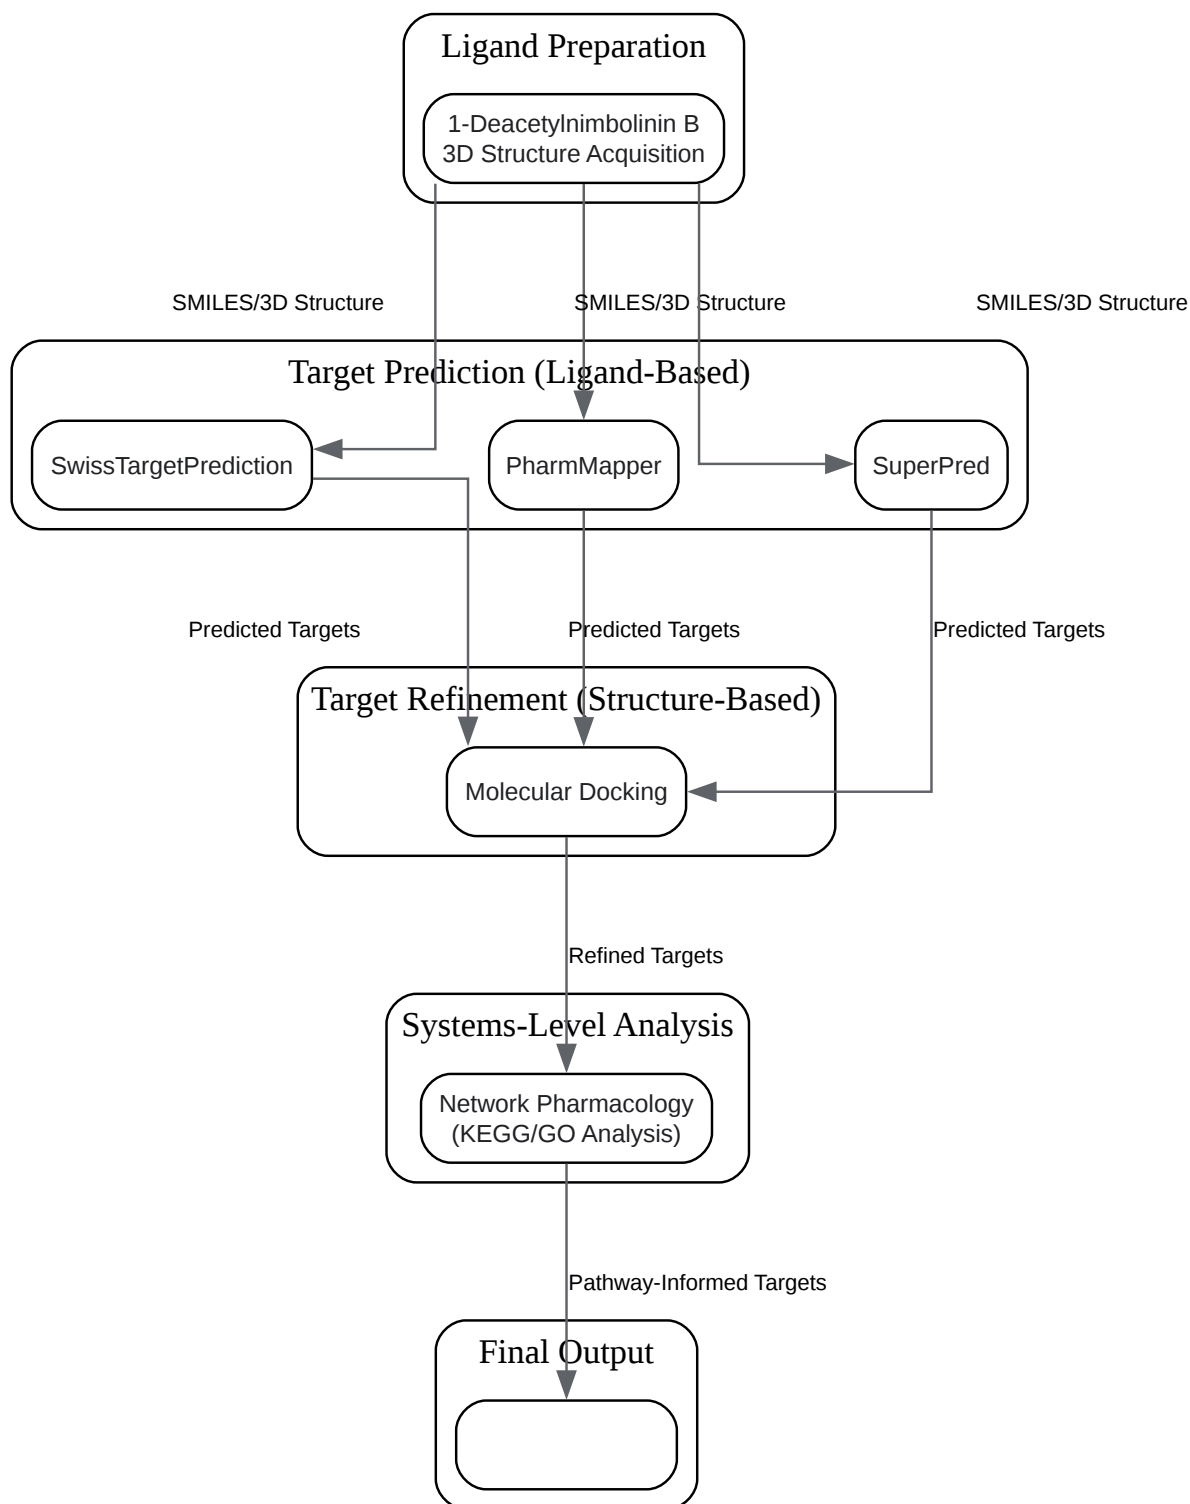 Ligand Preparation
1-Deacetylnimbolinin B
3D Structure Acquisition
SMILES/3D Structure
SMILES/3D Structure
SMILES/3D Structure
Target Prediction (Ligand-Based)
SwissTargetPrediction
PharmMapper
SuperPred
Predicted Targets
Predicted Targets
Predicted Targets
Target Refinement (Structure-Based)
Molecular Docking
Refined Targets
Systems-Level Analysis
Network Pharmacology
(KEGG/GO Analysis)
Pathway-Informed Targets
Final Output